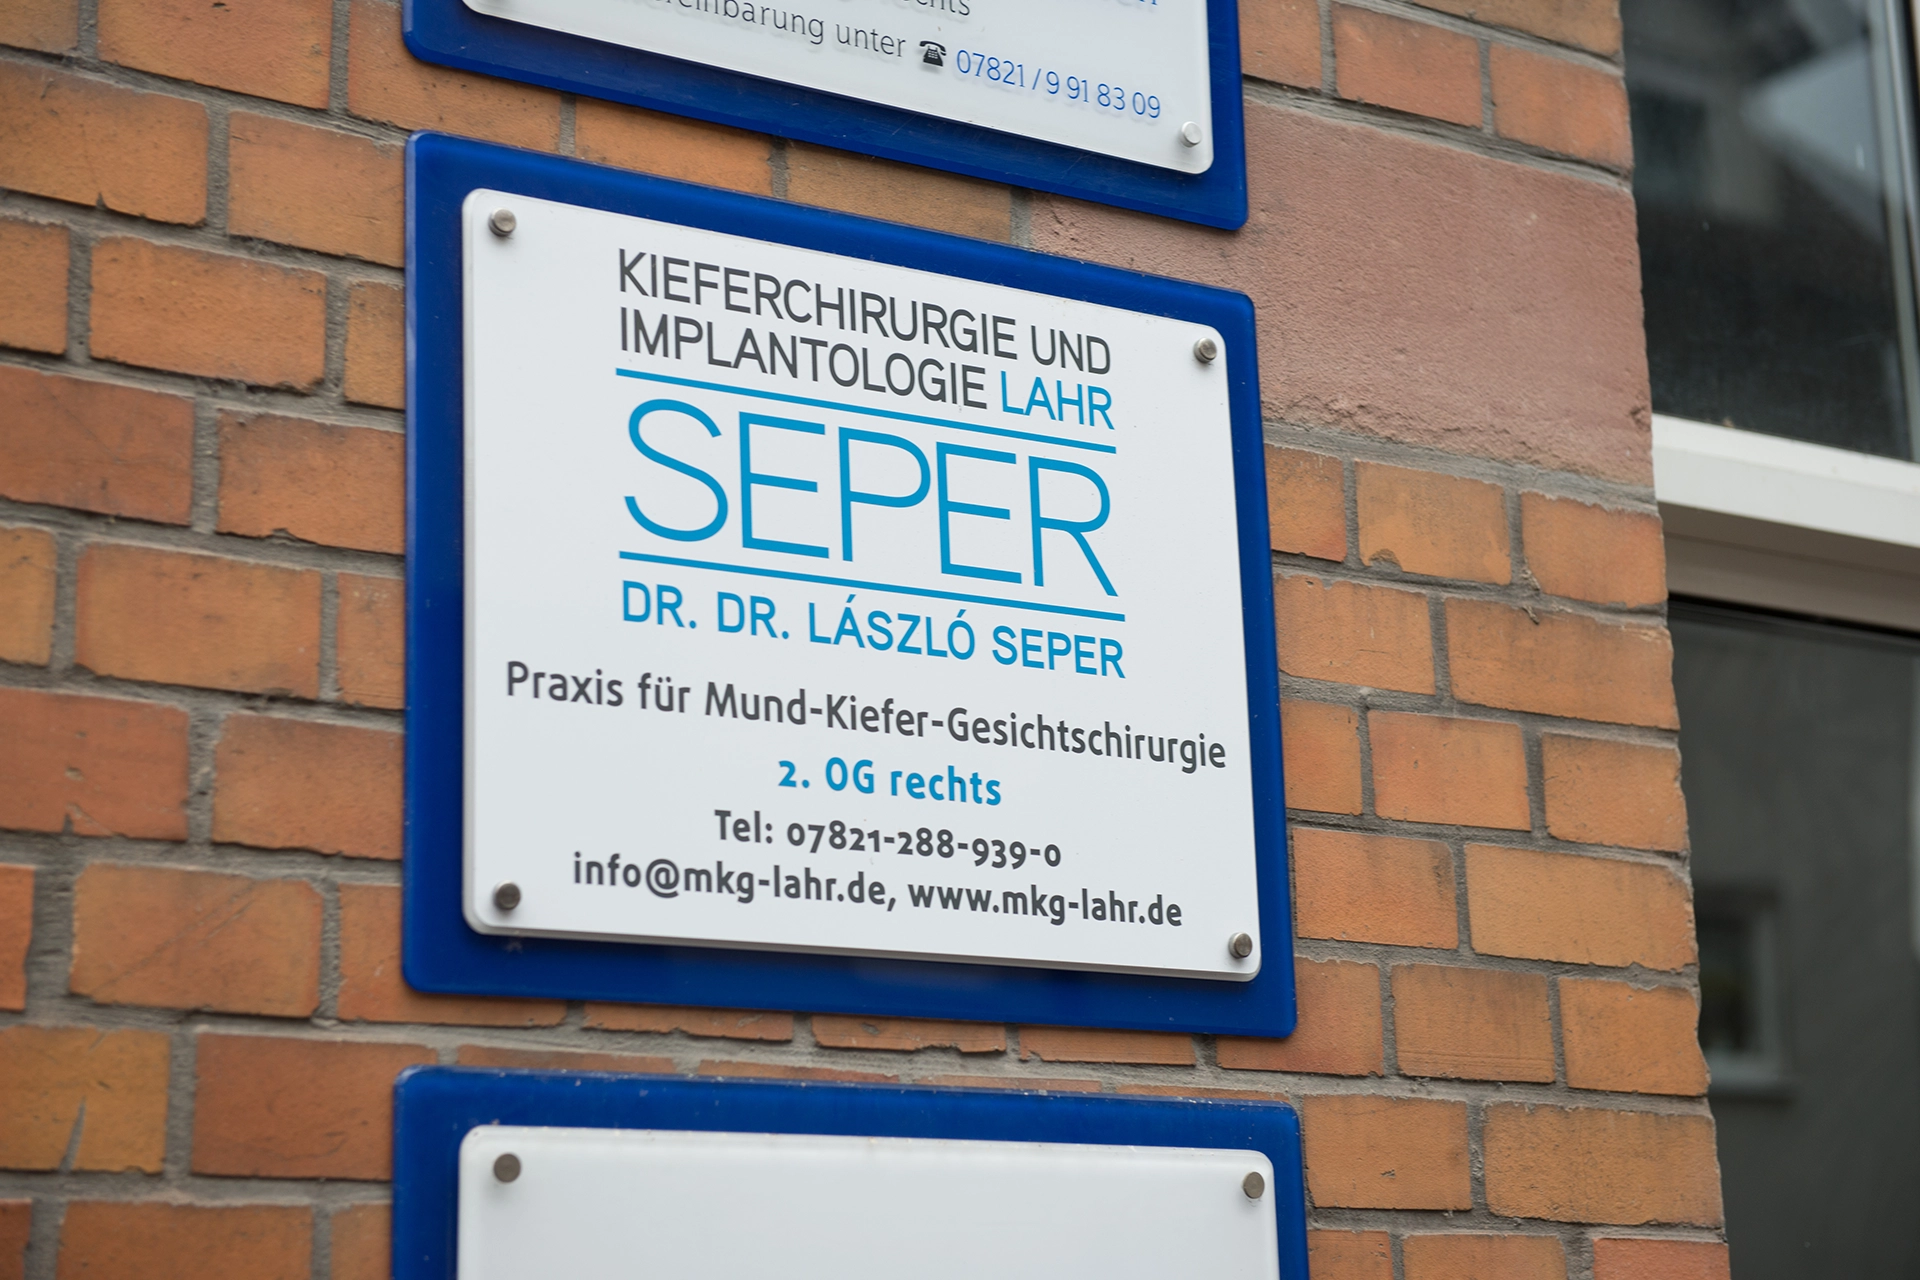 rechts
unter ☎ 07821 / 9 91 83 09
KIEFERCHIRURGIE UND
IMPLANTOLOGIE LAHR
SEPER
DR. DR. LÁSZLÓ SEPER
Praxis für Mund-Kiefer-Gesichtschirurgie
2. OG rechts
Tel: 07821-288-939-0
info@mkg-lahr.de, www.mkg-lahr.de